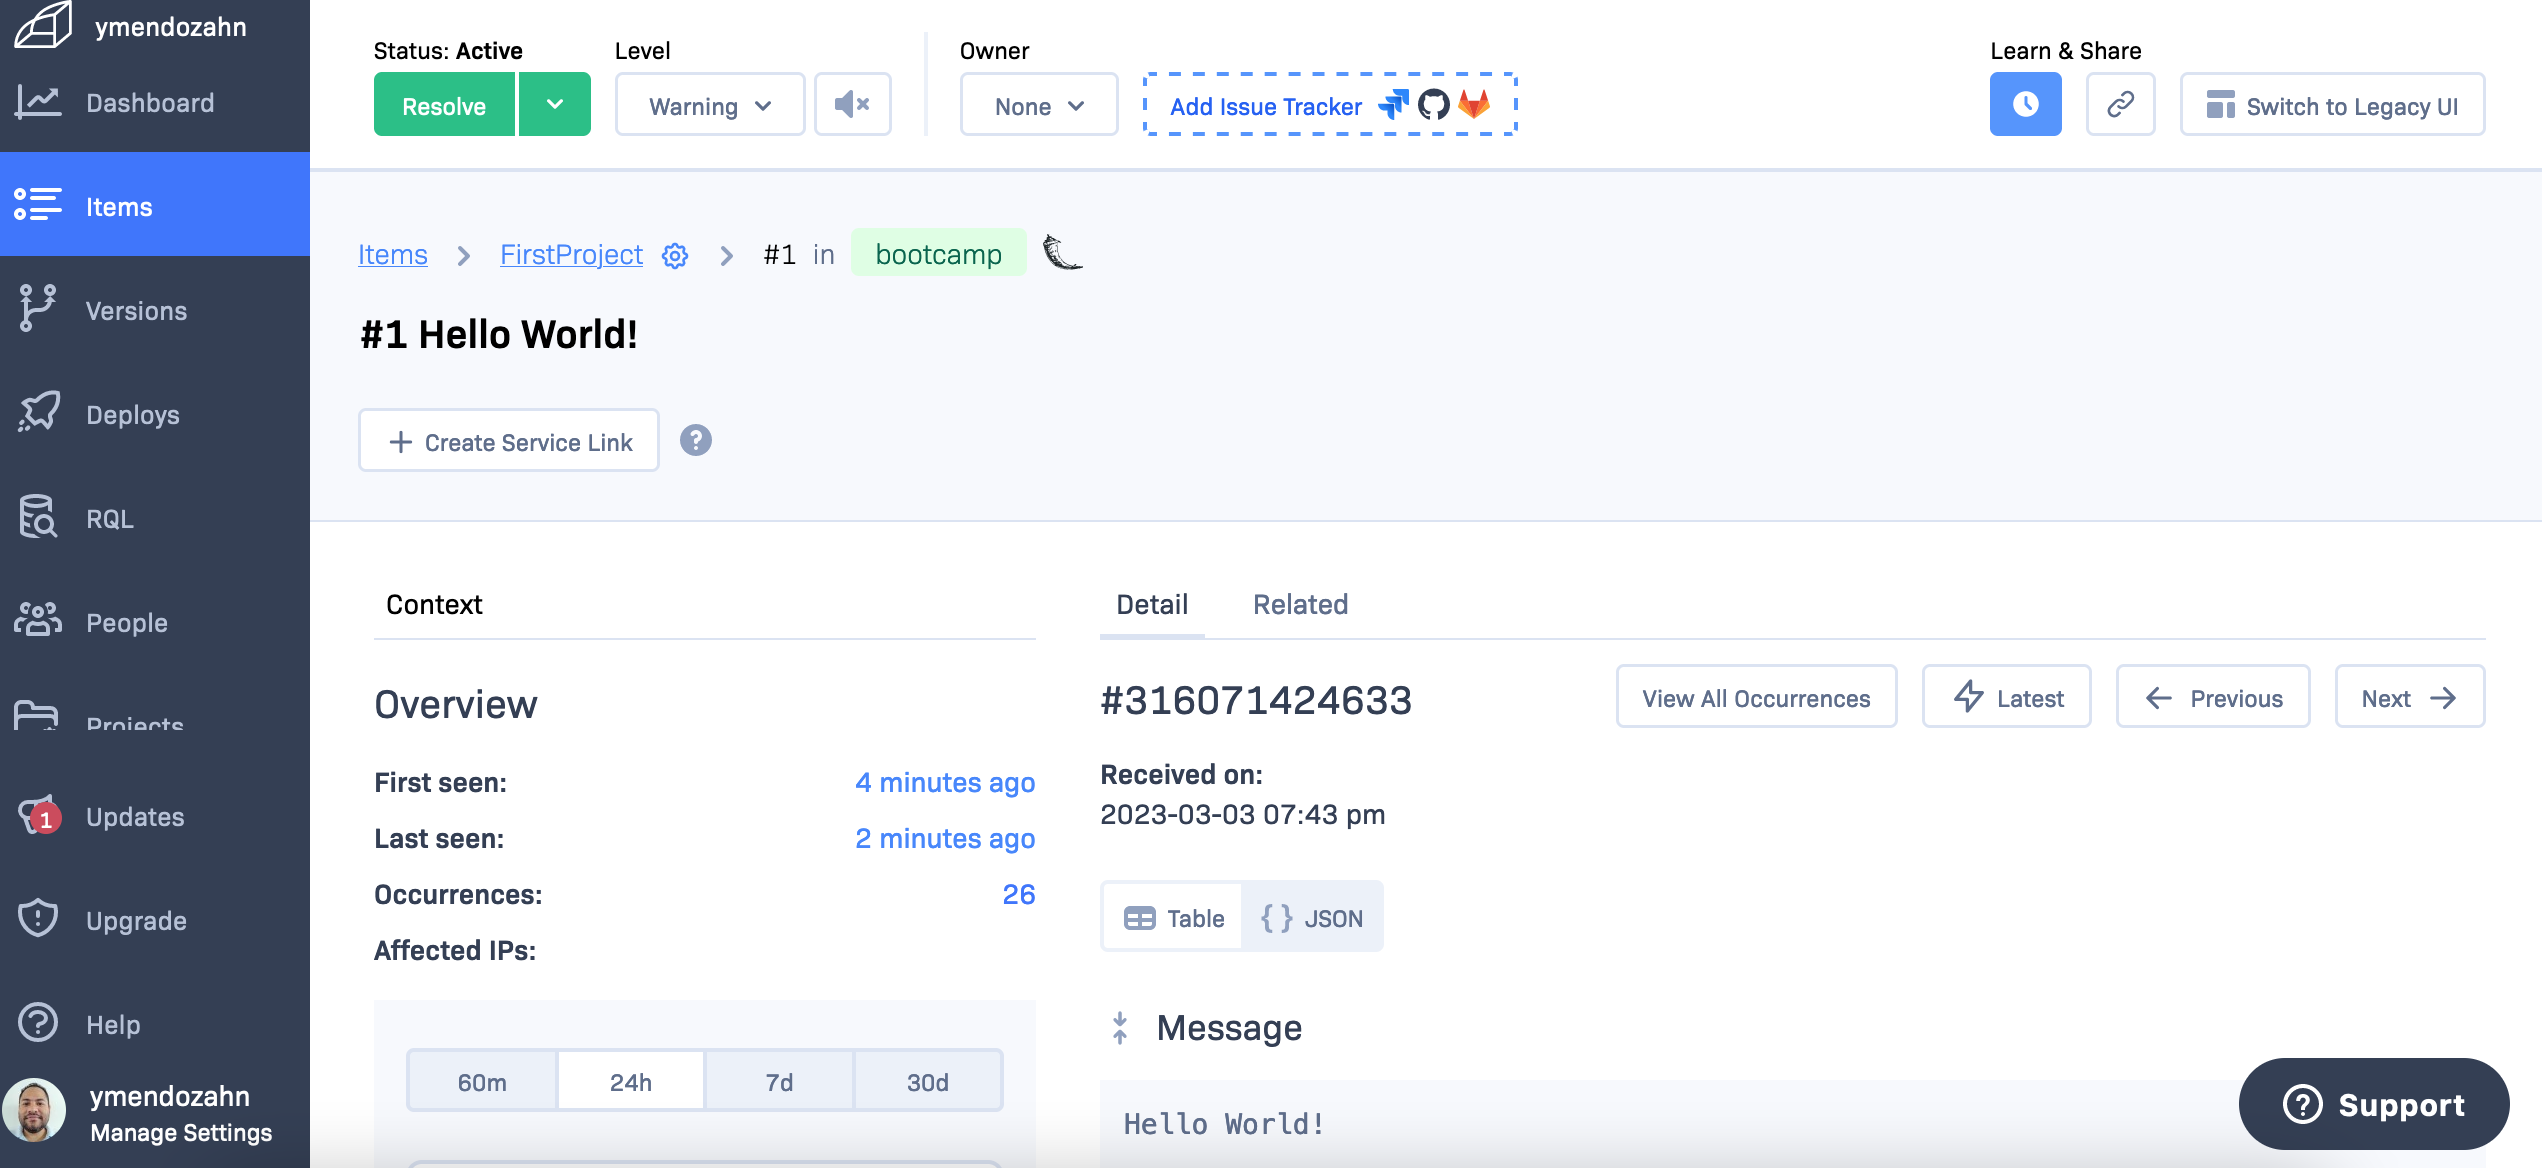 ymendozahn
Dashboard
Items
Versions
Deploys
RQL
People
Projects
Updates
1
Upgrade
Help
ymendozahn
Manage Settings
Status: Active
Resolve
Level
Warning
Owner
None
Add Issue Tracker
Learn & Share
Switch to Legacy UI
Items > FirstProject > #1 in bootcamp
#1 Hello World!
+ Create Service Link ?
Context
Overview
First seen: 4 minutes ago
Last seen: 2 minutes ago
Occurrences: 26
Affected IPs:
60m 24h 7d 30d
Detail Related
#316071424633
View All Occurrences Latest Previous Next
Received on:
2023-03-03 07:43 pm
Table {} JSON
Message
Hello World!
Support